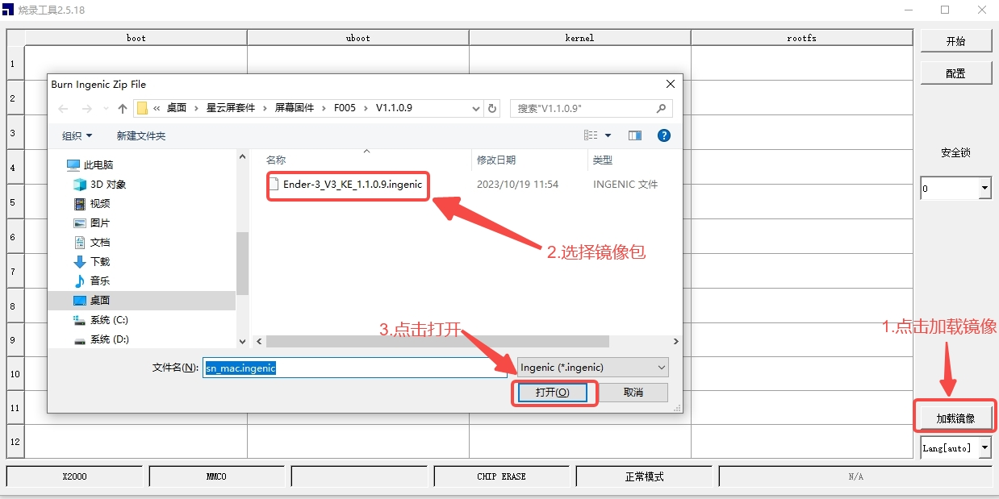 烧录工具2.5.18
boot uboot kernel rootfs
开始
配置
安全锁
0
1.点击加载镜像
加载镜像
Lang[auto]
1
2
3
4
5
6
7
8
9
10
11
12
Burn Ingenic Zip File
« 桌面 › 星云屏套件 › 屏幕固件 › F005 › V1.1.0.9
搜索"V1.1.0.9"
组织 新建文件夹
此电脑
3D 对象
视频
图片
文档
下载
音乐
桌面
系统 (C:)
系统 (D:)
名称 修改日期 类型
Ender-3_V3_KE_1.1.0.9.ingenic 2023/10/19 11:54 INGENIC 文件
2.选择镜像包
3.点击打开
文件名(N): sn_mac.ingenic Ingenic (*.ingenic)
打开(O) 取消
X2000 MMC0 CHIP ERASE 正常模式 N/A